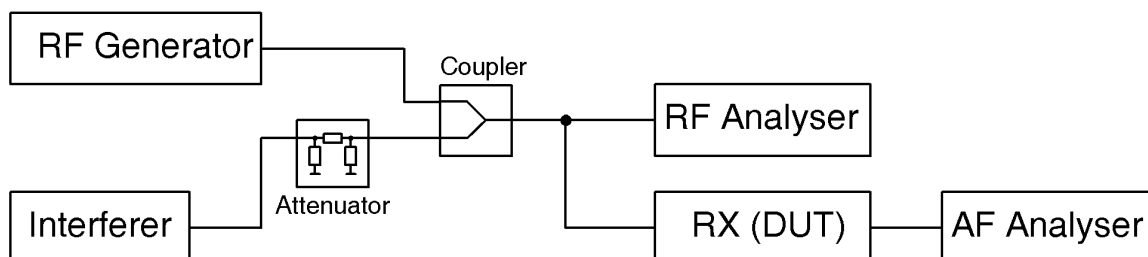 RF Generator
Coupler
RF Analyser
Attenuator
Interferer
RX (DUT)
AF Analyser